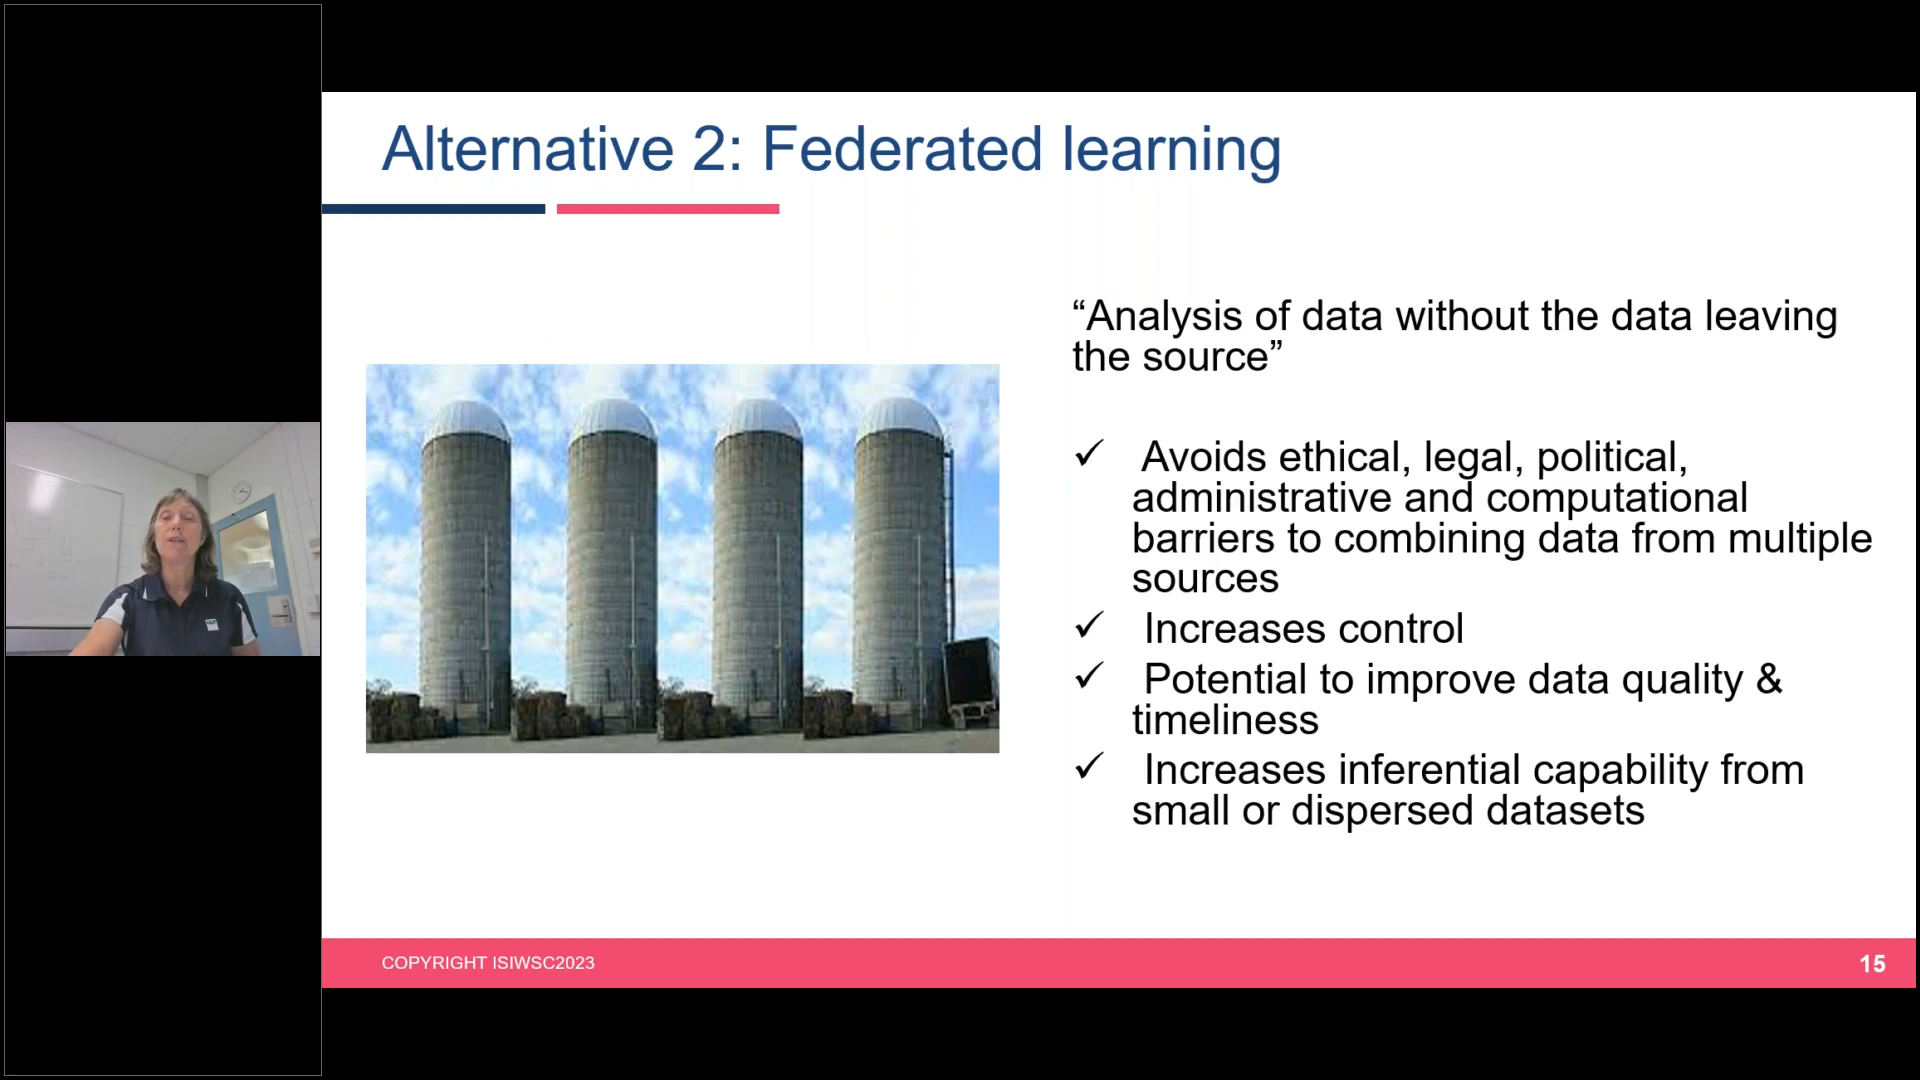 Alternative 2: Federated learning
“Analysis of data without the data leaving
the source”
✓ Avoids ethical, legal, political,
administrative and computational
barriers to combining data from multiple
sources
✓ Increases control
✓ Potential to improve data quality &
timeliness
✓ Increases inferential capability from
small or dispersed datasets
COPYRIGHT ISIWSC2023
15